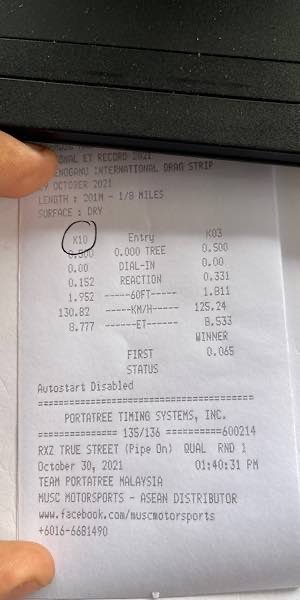 ONAL ET RECORD 2021
ENGGANU INTERNATIONAL DRAG STRIP
OCTOBER 2021
LENGTH : 201M - 1/8 MILES
SURFACE : DRY
K10 Entry K03
0.500 0.000 TREE 0.500
0.00 DIAL-IN 0.00
0.152 REACTION 0.331
1.952 -----60FT----- 1.811
130.82 -----KM/H----- 125.24
8.777 ------ET------ 8.533
WINNER
FIRST 0.065
STATUS
Autostart Disabled
========================================
PORTATREE TIMING SYSTEMS, INC.
=============== 135/136 ==========600214
RXZ TRUE STREET (Pipe On) QUAL RND 1
October 30, 2021 01:40:31 PM
TEAM PORTATREE MALAYSIA
MUSC MOTORSPORTS - ASEAN DISTRIBUTOR
www.facebook.com/muscmotorsports
+6016-6681490